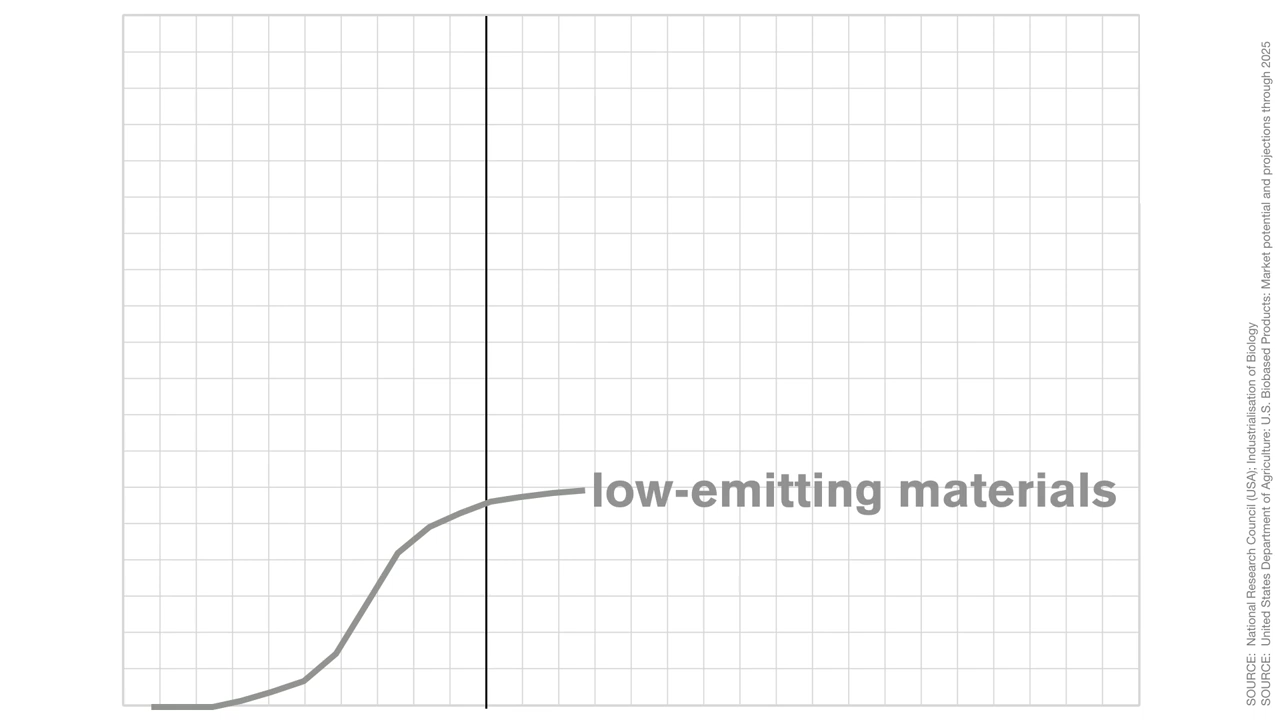 low-emitting materials
SOURCE: National Research Council (USA); Industrialisation of Biology
SOURCE: United States Department of Agriculture: U.S. Biobased Products: Market potential and projections through 2025